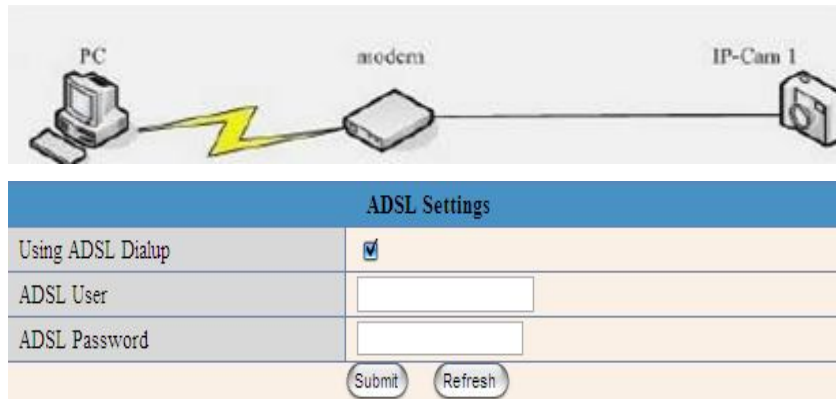 PC modem IP-Cam 1
ADSL Settings
Using ADSL Dialup
ADSL User
ADSL Password
Submit Refresh